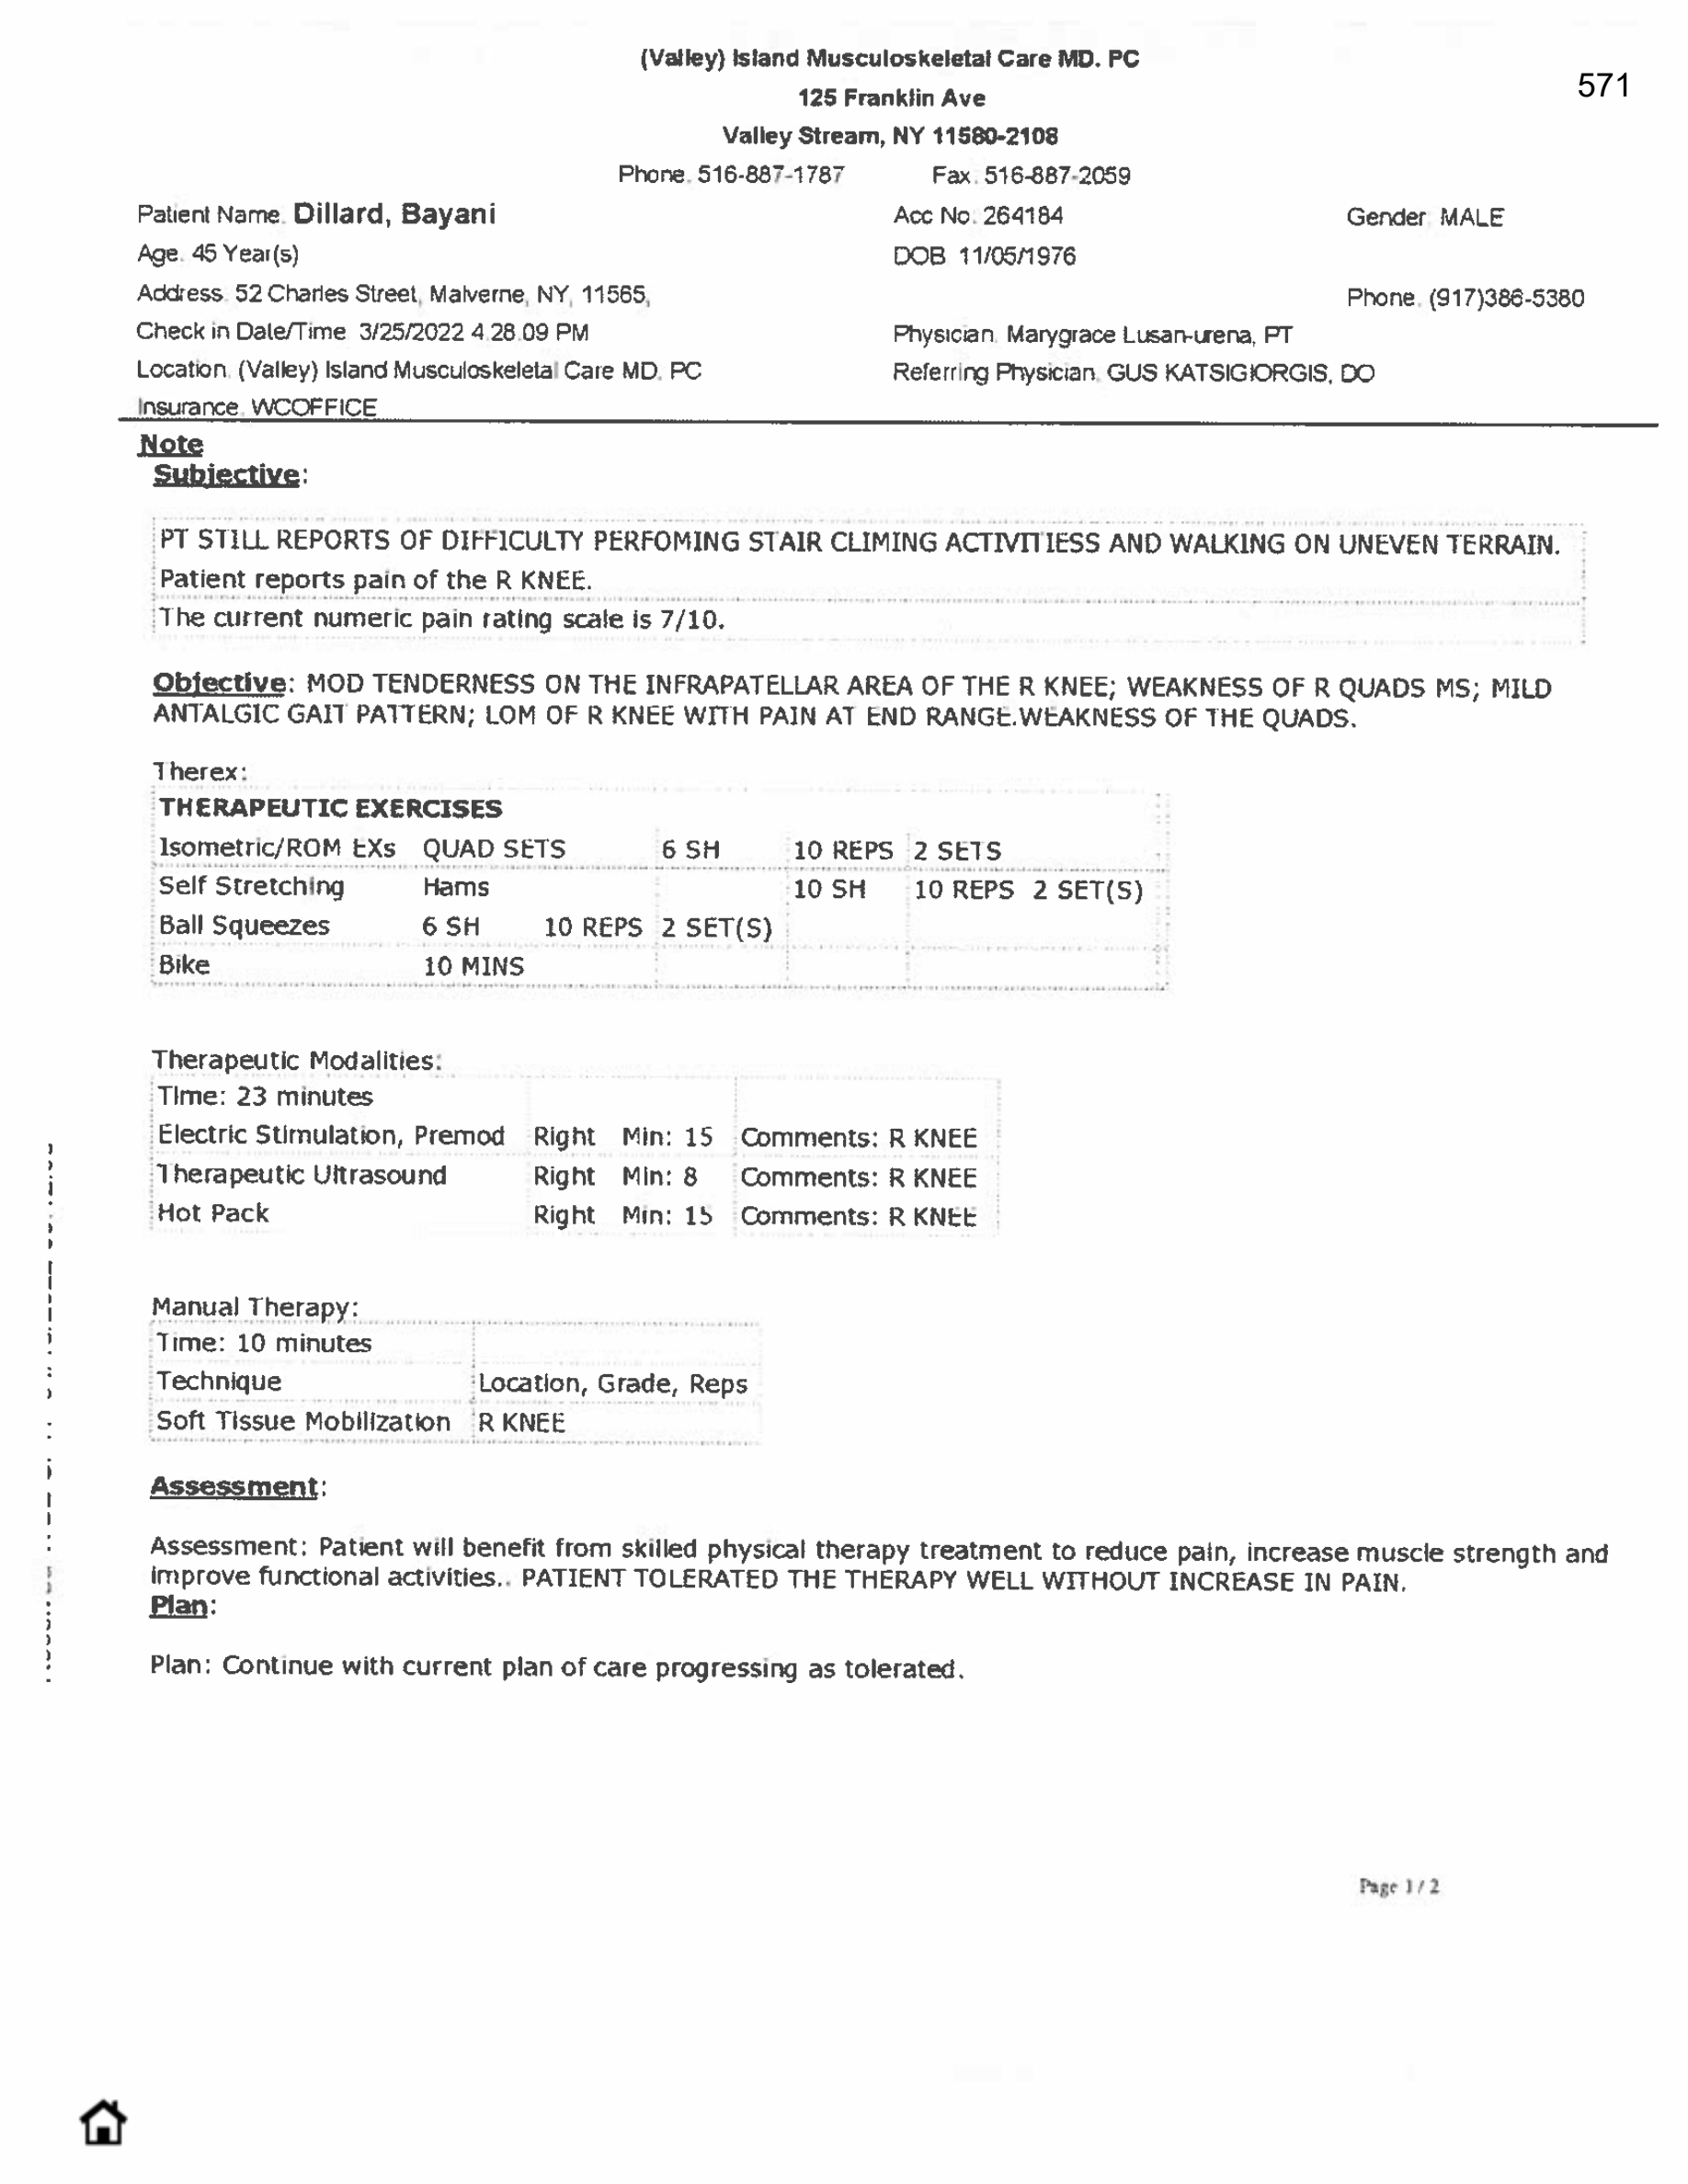 (Valley) Island Musculoskeletal Care MD. PC
571
125 Franklin Ave
Valley Stream, NY 11580-2108
Phone. 516-887-1787 Fax. 516-887-2059
Patient Name. Dillard, Bayani Acc No. 264184 Gender MALE
Age. 45 Year(s) DOB 11/05/1976
Address. 52 Charles Street, Malverne, NY, 11565, Phone. (917)386-5380
Check in Date/Time 3/25/2022 4.28.09 PM Physician. Marygrace Lusan-urena, PT
Location. (Valley) Island Musculoskeletal Care MD. PC Referring Physician. GUS KATSIGIORGIS, DO
Insurance. WCOFFICE
Note
Subjective:
PT STILL REPORTS OF DIFFICULTY PERFOMING STAIR CLIMING ACTIVITIESS AND WALKING ON UNEVEN TERRAIN.
Patient reports pain of the R KNEE.
The current numeric pain rating scale is 7/10.
Objective: MOD TENDERNESS ON THE INFRAPATELLAR AREA OF THE R KNEE; WEAKNESS OF R QUADS MS; MILD
ANTALGIC GAIT PATTERN; LOM OF R KNEE WITH PAIN AT END RANGE.WEAKNESS OF THE QUADS.
Therex:
THERAPEUTIC EXERCISES
Isometric/ROM EXs QUAD SETS 6 SH 10 REPS 2 SETS
Self Stretching Hams 10 SH 10 REPS 2 SET(S)
Ball Squeezes 6 SH 10 REPS 2 SET(S)
Bike 10 MINS
Therapeutic Modalities:
Time: 23 minutes
Electric Stimulation, Premod Right Min: 15 Comments: R KNEE
Therapeutic Ultrasound Right Min: 8 Comments: R KNEE
Hot Pack Right Min: 15 Comments: R KNEE
Manual Therapy:
Time: 10 minutes
Technique Location, Grade, Reps
Soft Tissue Mobilization R KNEE
Assessment:
Assessment: Patient will benefit from skilled physical therapy treatment to reduce pain, increase muscle strength and
improve functional activities.. PATIENT TOLERATED THE THERAPY WELL WITHOUT INCREASE IN PAIN.
Plan:
Plan: Continue with current plan of care progressing as tolerated.
Page 1 / 2